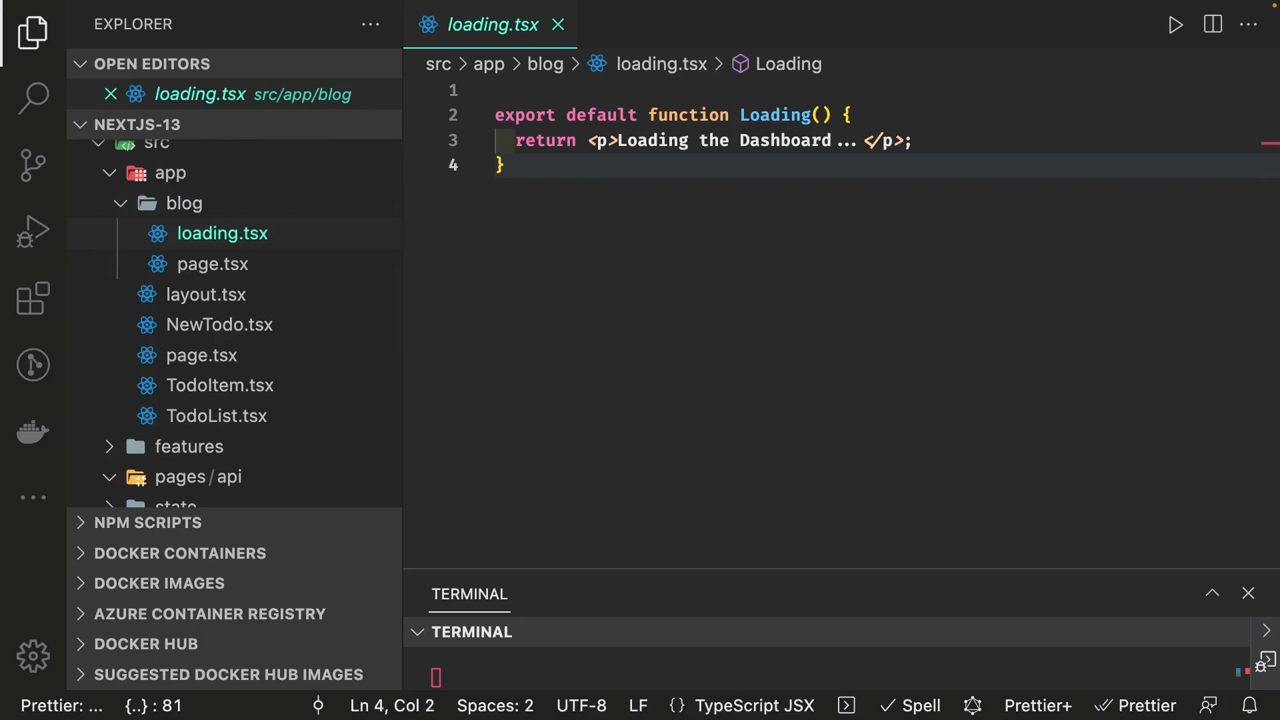 EXPLORER
OPEN EDITORS
loading.tsx src/app/blog
NEXTJS-13
src
app
blog
loading.tsx
page.tsx
layout.tsx
NewTodo.tsx
page.tsx
TodoItem.tsx
TodoList.tsx
features
pages / api
state
NPM SCRIPTS
DOCKER CONTAINERS
DOCKER IMAGES
AZURE CONTAINER REGISTRY
DOCKER HUB
SUGGESTED DOCKER HUB IMAGES
loading.tsx
src > app > blog > loading.tsx > Loading
1
2 export default function Loading() {
3 return <p>Loading the Dashboard...</p>;
4 }
TERMINAL
TERMINAL
Prettier: ... {..} : 81 Ln 4, Col 2 Spaces: 2 UTF-8 LF {} TypeScript JSX Spell Prettier+ Prettier